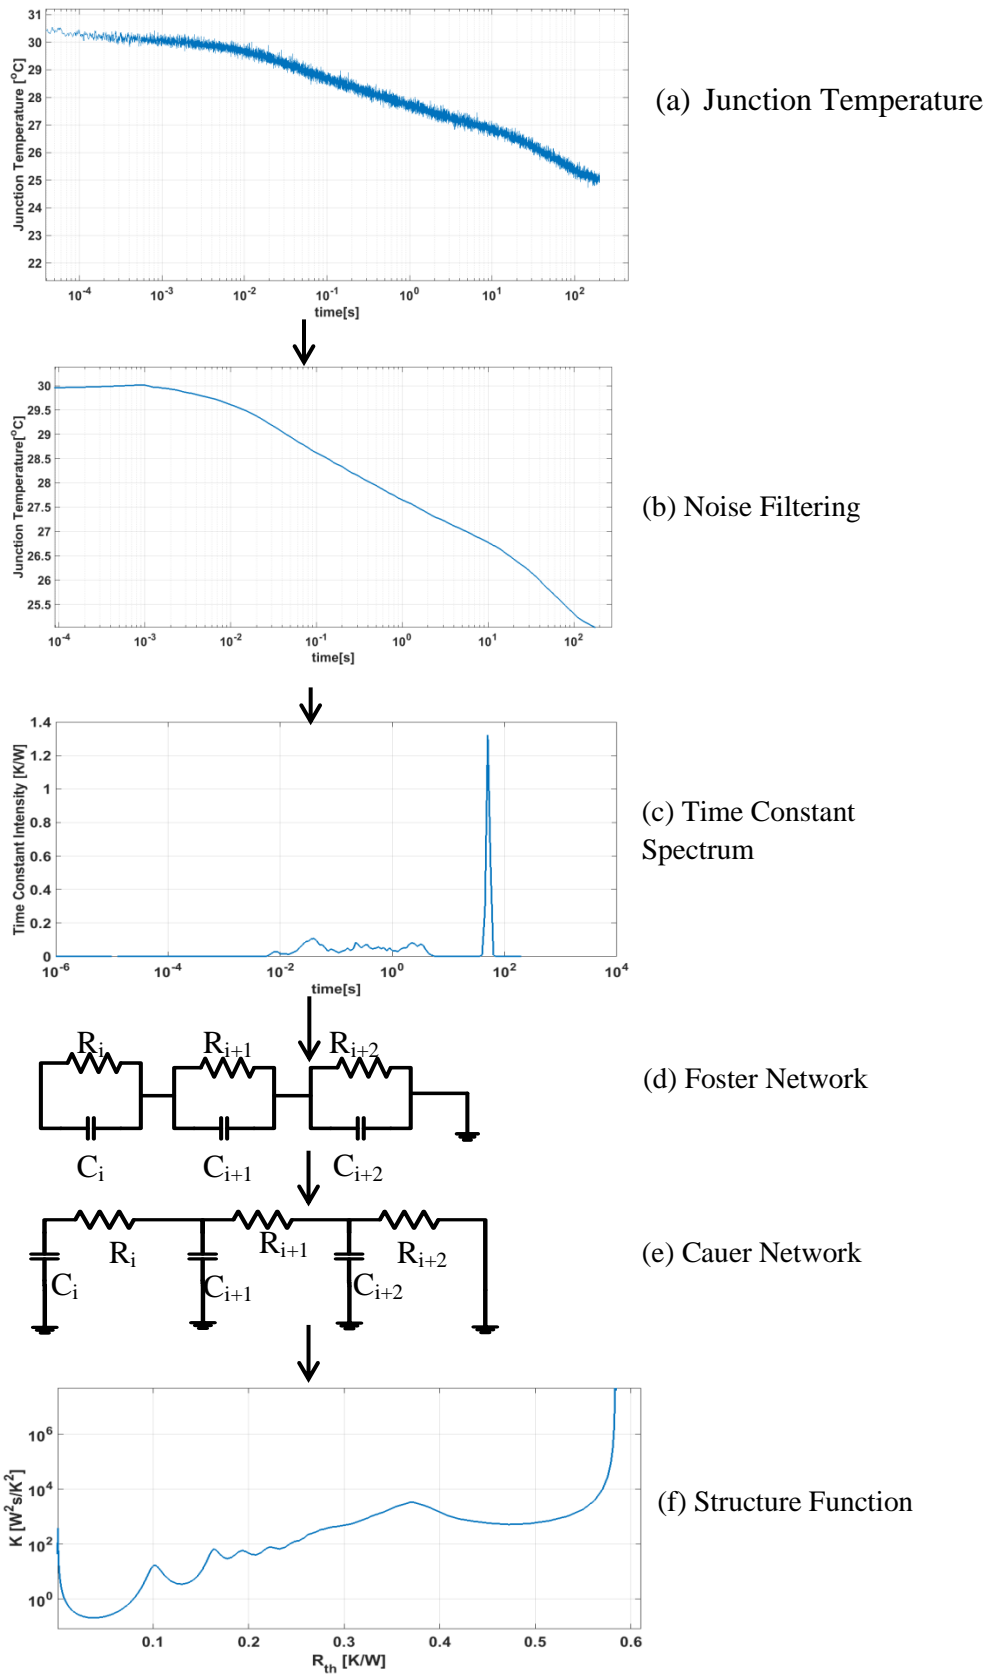 31
30
29
28
27
26
25
24
23
22
Junction Temperature [°C]
10⁻⁴ 10⁻³ 10⁻² 10⁻¹ 10⁰ 10¹ 10²
time[s]
(a) Junction Temperature
30
29.5
29
28.5
28
27.5
27
26.5
26
25.5
Junction Temperature[°C]
10⁻⁴ 10⁻³ 10⁻² 10⁻¹ 10⁰ 10¹ 10²
time[s]
(b) Noise Filtering
1.4
1.2
1
0.8
0.6
0.4
0.2
0
Time Constant Intensity [K/W]
10⁻⁶ 10⁻⁴ 10⁻² 10⁰ 10² 10⁴
time[s]
(c) Time Constant
Spectrum
Rᵢ Rᵢ₊₁ Rᵢ₊₂
Cᵢ Cᵢ₊₁ Cᵢ₊₂
(d) Foster Network
Rᵢ Rᵢ₊₁ Rᵢ₊₂
Cᵢ Cᵢ₊₁ Cᵢ₊₂
(e) Cauer Network
10⁶
10⁴
10²
10⁰
K [W²s/K²]
0.1 0.2 0.3 0.4 0.5 0.6
R_th [K/W]
(f) Structure Function